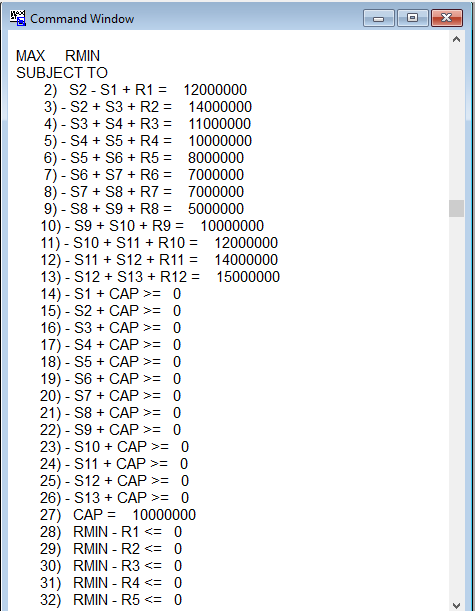 Command Window
MAX RMIN
SUBJECT TO
2) S2 - S1 + R1 = 12000000
3) - S2 + S3 + R2 = 14000000
4) - S3 + S4 + R3 = 11000000
5) - S4 + S5 + R4 = 10000000
6) - S5 + S6 + R5 = 8000000
7) - S6 + S7 + R6 = 7000000
8) - S7 + S8 + R7 = 7000000
9) - S8 + S9 + R8 = 5000000
10) - S9 + S10 + R9 = 10000000
11) - S10 + S11 + R10 = 12000000
12) - S11 + S12 + R11 = 14000000
13) - S12 + S13 + R12 = 15000000
14) - S1 + CAP >= 0
15) - S2 + CAP >= 0
16) - S3 + CAP >= 0
17) - S4 + CAP >= 0
18) - S5 + CAP >= 0
19) - S6 + CAP >= 0
20) - S7 + CAP >= 0
21) - S8 + CAP >= 0
22) - S9 + CAP >= 0
23) - S10 + CAP >= 0
24) - S11 + CAP >= 0
25) - S12 + CAP >= 0
26) - S13 + CAP >= 0
27) CAP = 10000000
28) RMIN - R1 <= 0
29) RMIN - R2 <= 0
30) RMIN - R3 <= 0
31) RMIN - R4 <= 0
32) RMIN - R5 <= 0